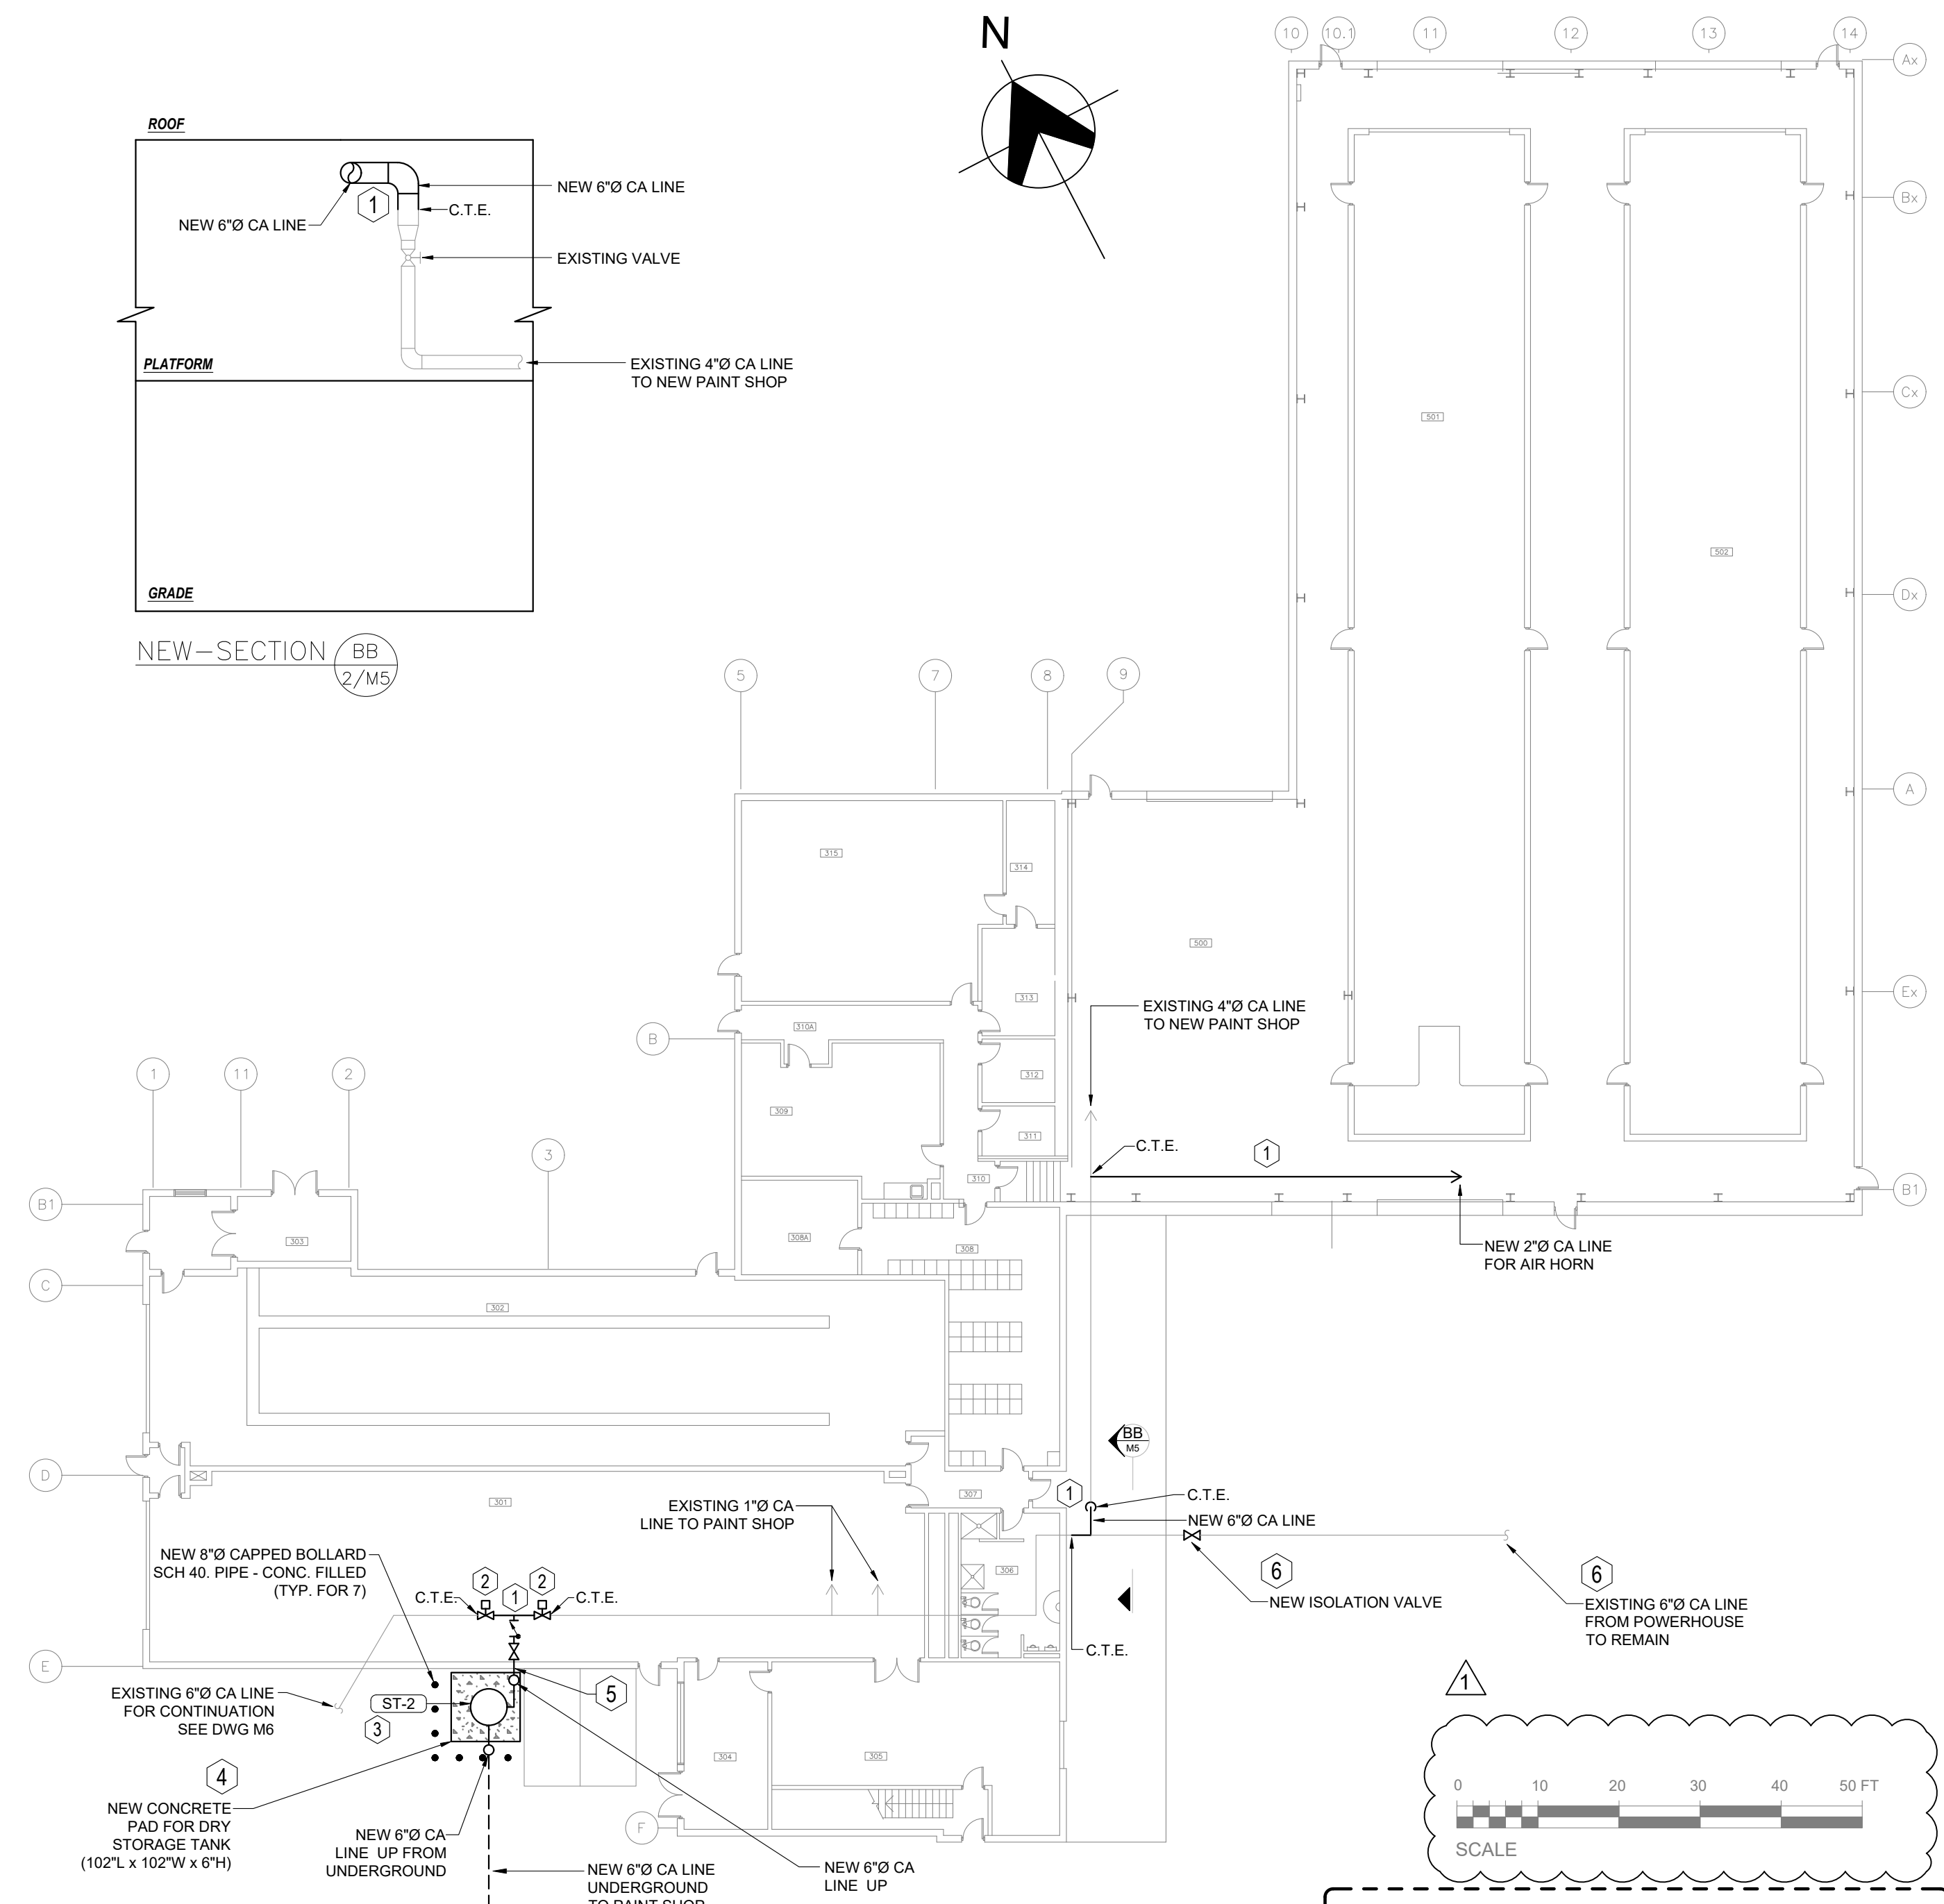 N
10
10.1
11
12
13
14
Ax
Bx
Cx
Dx
A
Ex
B1
ROOF
NEW 6"Ø CA LINE
1
C.T.E.
NEW 6"Ø CA LINE
EXISTING VALVE
PLATFORM
EXISTING 4"Ø CA LINE
TO NEW PAINT SHOP
GRADE
NEW-SECTION
BB
2/M5
501
502
5
7
8
9
315
314
500
313
EXISTING 4"Ø CA LINE
TO NEW PAINT SHOP
B
310A
312
309
311
C.T.E.
1
310
NEW 2"Ø CA LINE
FOR AIR HORN
1
11
2
3
B1
303
308A
308
C
302
BB
M5
D
301
307
1
C.T.E.
NEW 6"Ø CA LINE
EXISTING 1"Ø CA
LINE TO PAINT SHOP
NEW 8"Ø CAPPED BOLLARD
SCH 40. PIPE - CONC. FILLED
(TYP. FOR 7)
2
1
2
C.T.E.
C.T.E.
306
6
NEW ISOLATION VALVE
6
EXISTING 6"Ø CA LINE
FROM POWERHOUSE
TO REMAIN
C.T.E.
E
EXISTING 6"Ø CA LINE
FOR CONTINUATION
SEE DWG M6
ST-2
3
5
304
305
1
4
NEW CONCRETE
PAD FOR DRY
STORAGE TANK
(102"L x 102"W x 6"H)
F
NEW 6"Ø CA
LINE UP FROM
UNDERGROUND
NEW 6"Ø CA LINE
UNDERGROUND
TO PAINT SHOP
NEW 6"Ø CA
LINE UP
0 10 20 30 40 50 FT
SCALE